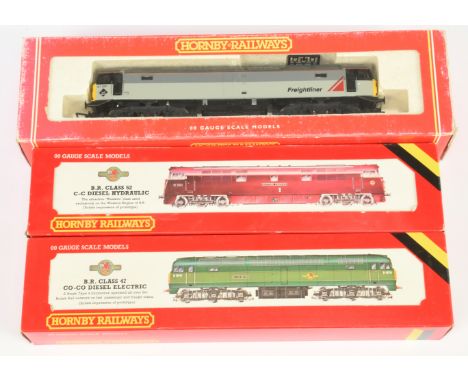 HORNBY RAILWAYS
Freightliner
00 GAUGE SCALE MODELS
00 GAUGE SCALE MODELS
B.R. CLASS 52
C-C DIESEL HYDRAULIC
HORNBY RAILWAYS
00 GAUGE SCALE MODELS
B.R. CLASS 47
CO-CO DIESEL ELECTRIC
HORNBY RAILWAYS